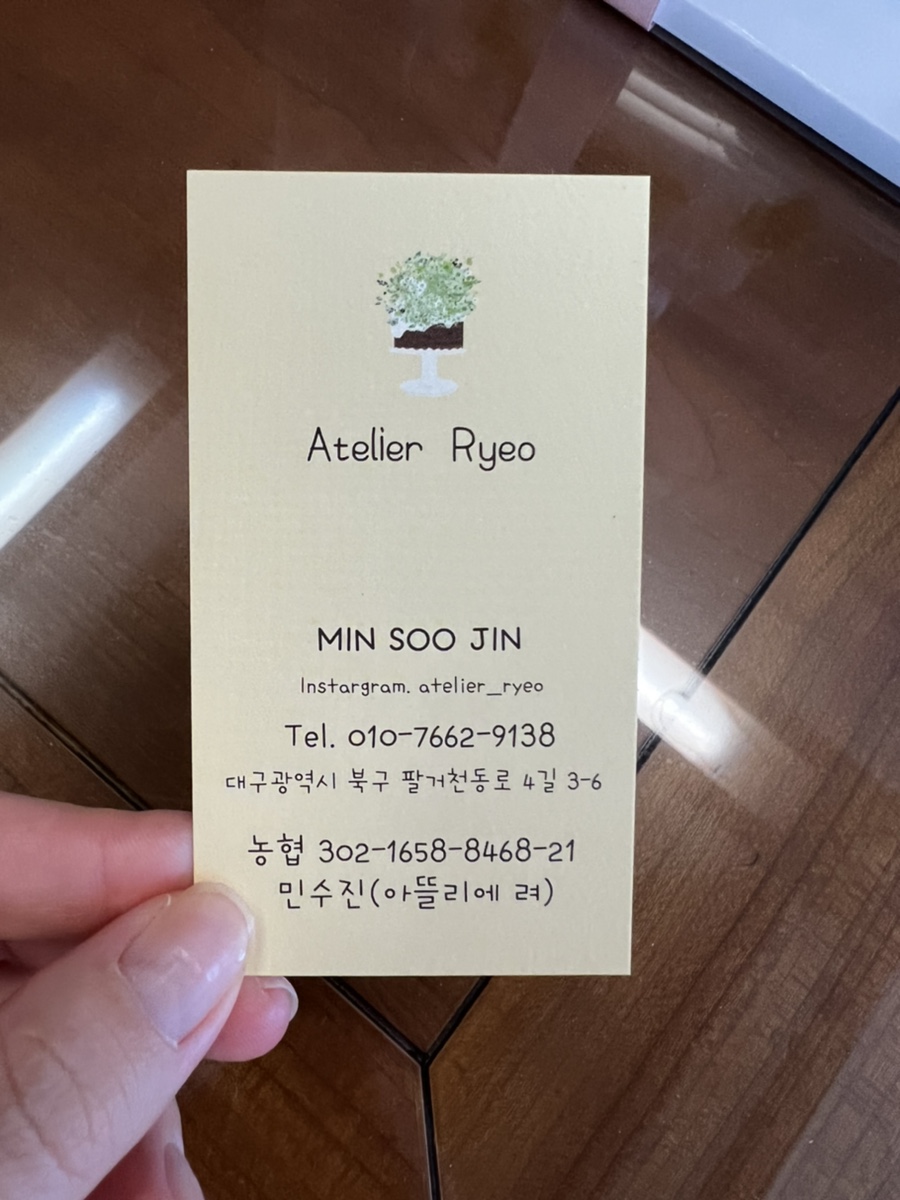 Atelier Ryeo
MIN SOO JIN
Instargram. atelier_ryeo
Tel. 010-7662-9138
대구광역시 북구 팔거천동로 4길 3-6
농협 302-1658-8468-21
민수진(아뜰리에 려)